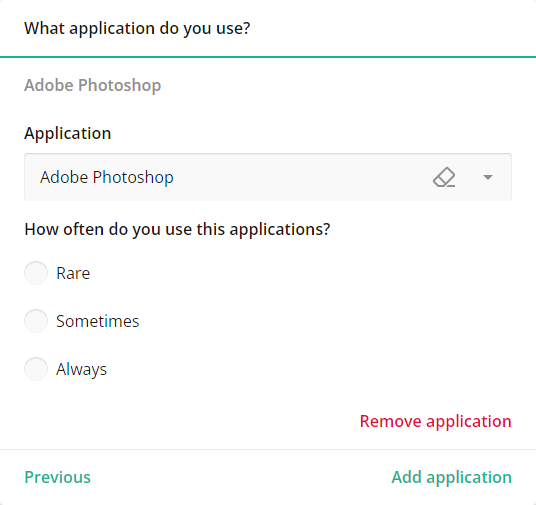 What application do you use?
Adobe Photoshop
Application
Adobe Photoshop
How often do you use this applications?
Rare
Sometimes
Always
Remove application
Previous
Add application